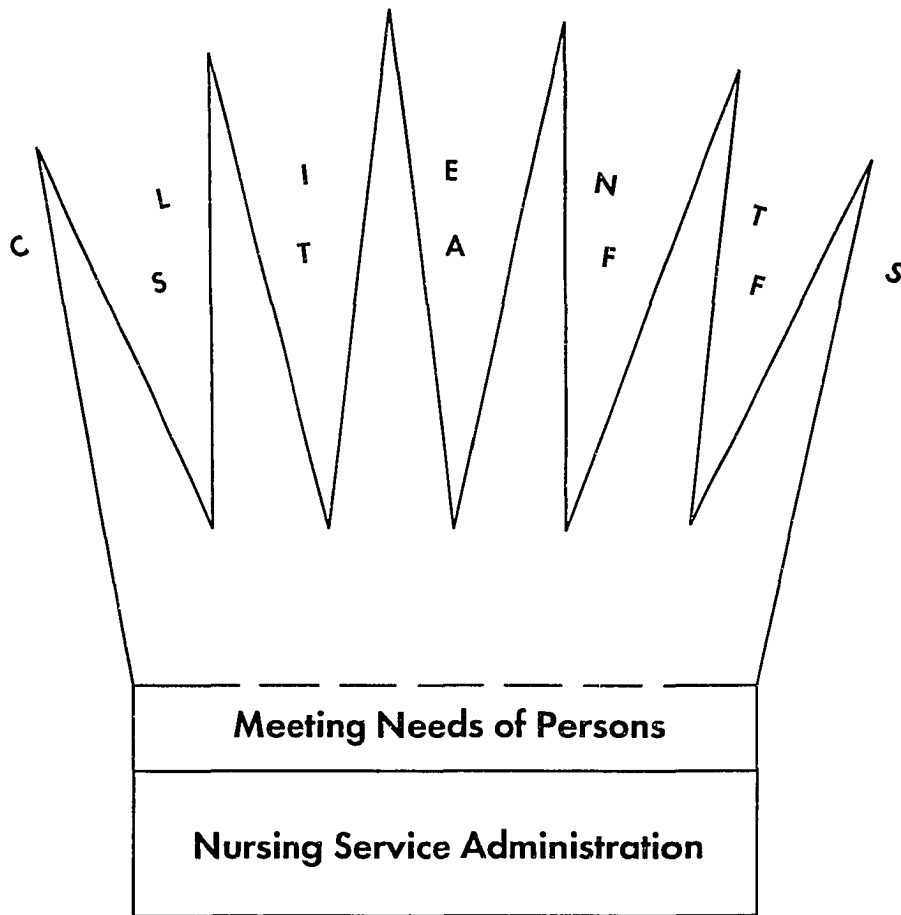 C L I E N T S
S T A F F
Meeting Needs of Persons
Nursing Service Administration